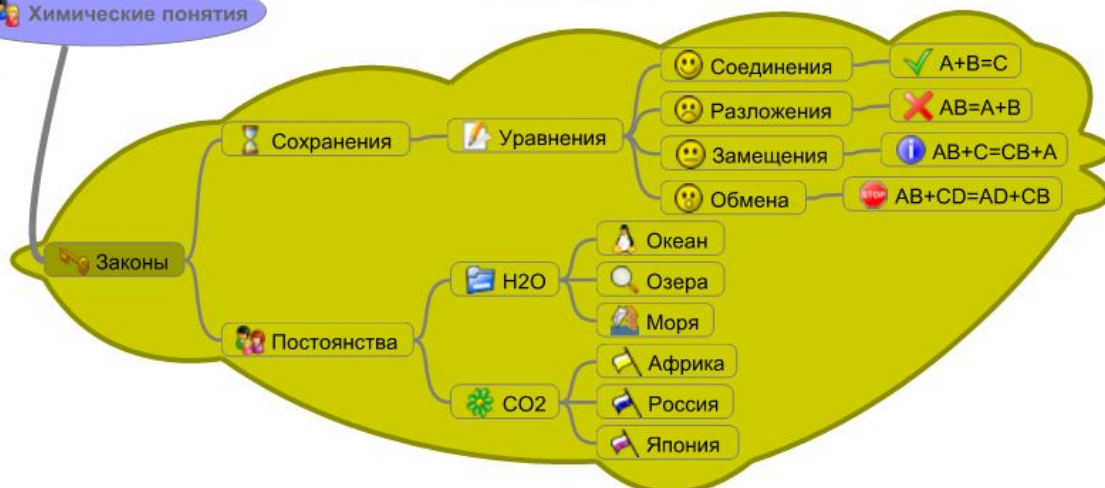 Химические понятия
Законы
Сохранения
Уравнения
Соединения
A+B=C
Разложения
AB=A+B
Замещения
AB+C=CB+A
Обмена
STOP
AB+CD=AD+CB
Постоянства
H2O
Океан
Озера
Моря
CO2
Африка
Россия
Япония